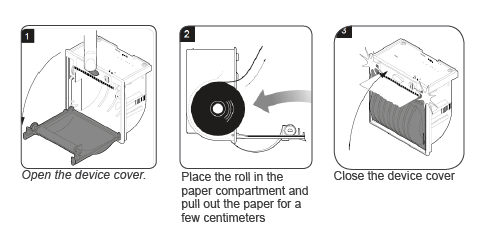 1
2
3
Open the device cover.
Place the roll in the
paper compartment and
pull out the paper for a
few centimeters
Close the device cover